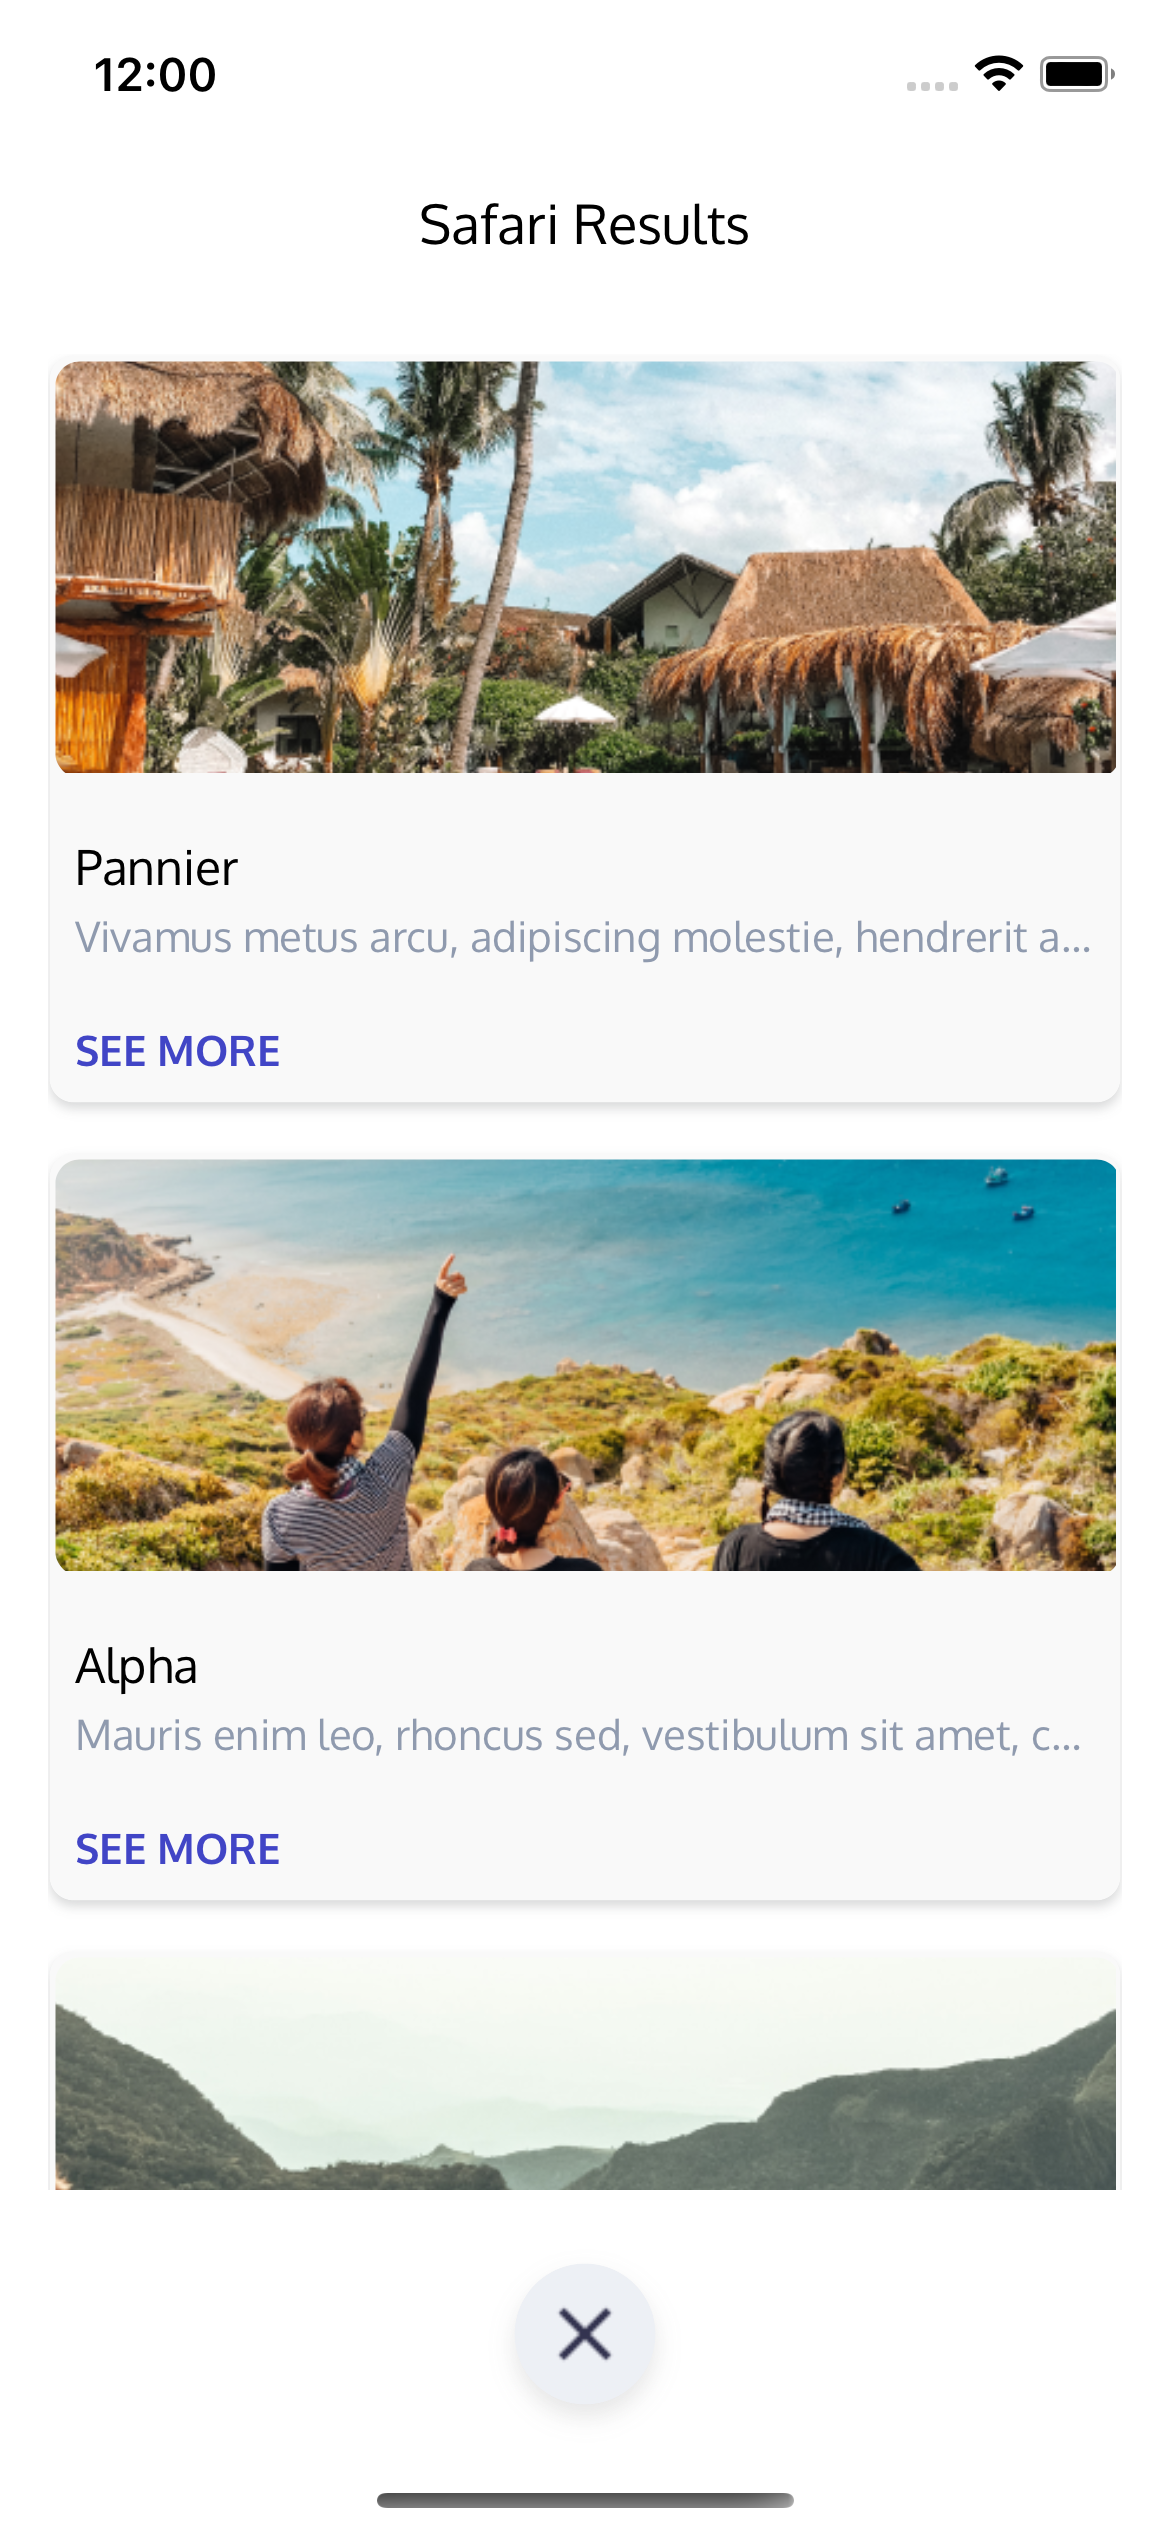 12:00
Safari Results
Pannier
Vivamus metus arcu, adipiscing molestie, hendrerit a...
SEE MORE
Alpha
Mauris enim leo, rhoncus sed, vestibulum sit amet, c...
SEE MORE